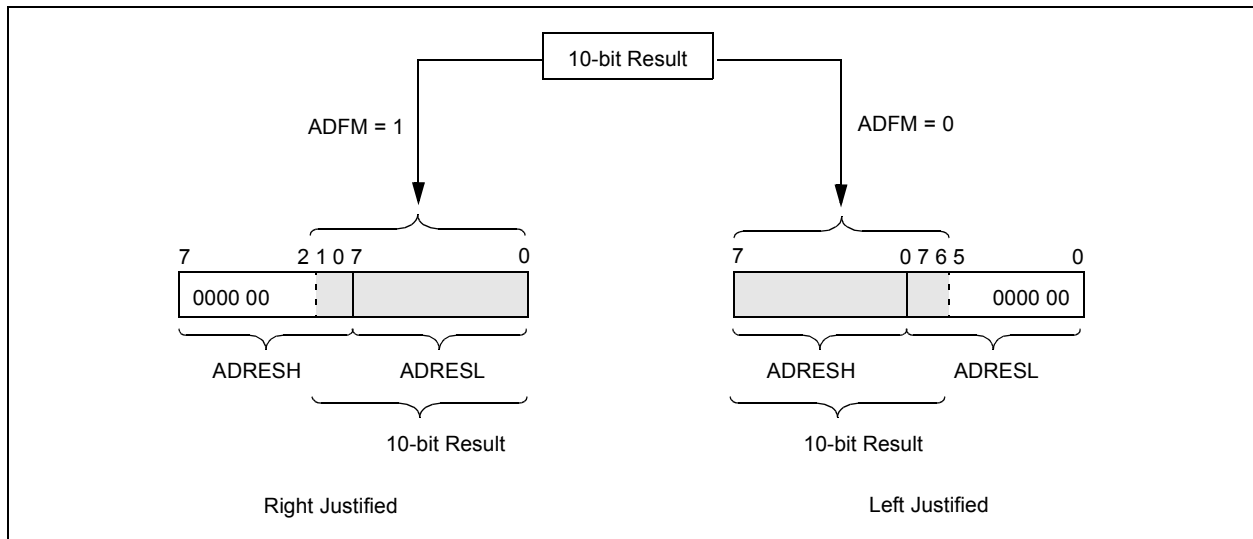 10-bit Result
ADFM = 1
ADFM = 0
7 2 1 0 7 0
7 0 7 6 5 0
0000 00
0000 00
ADRESH ADRESL
ADRESH ADRESL
10-bit Result
10-bit Result
Right Justified
Left Justified